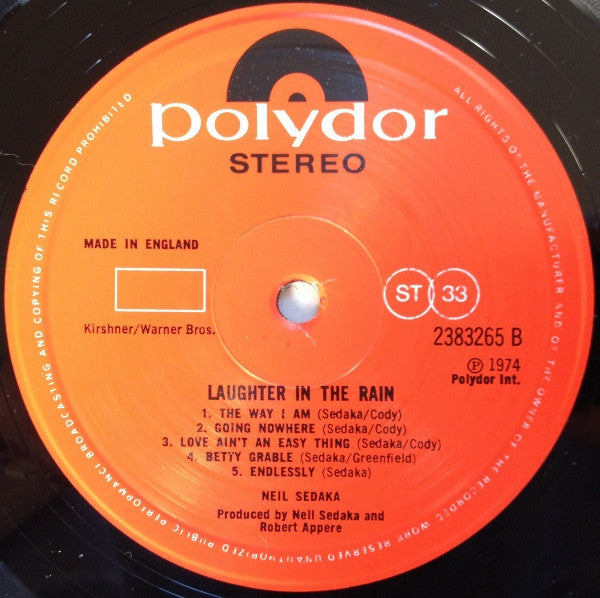 polydor
STEREO
MADE IN ENGLAND
Kirshner/Warner Bros.
ST 33
2383265 B
Ⓟ 1974
Polydor Int.
LAUGHTER IN THE RAIN
1. THE WAY I AM (Sedaka/Cody)
2. GOING NOWHERE (Sedaka/Cody)
3. LOVE AIN'T AN EASY THING (Sedaka/Cody)
4. BETTY GRABLE (Sedaka/Greenfield)
5. ENDLESSLY (Sedaka)
NEIL SEDAKA
Produced by Neil Sedaka and
Robert Appere
ALL RIGHTS OF THE MANUFACTURER AND OF THE OWNER OF THE RECORDED WORK RESERVED UNAUTHORIZED PUBLIC PERFORMANCE BROADCASTING AND COPYING OF THIS RECORD PROHIBITED